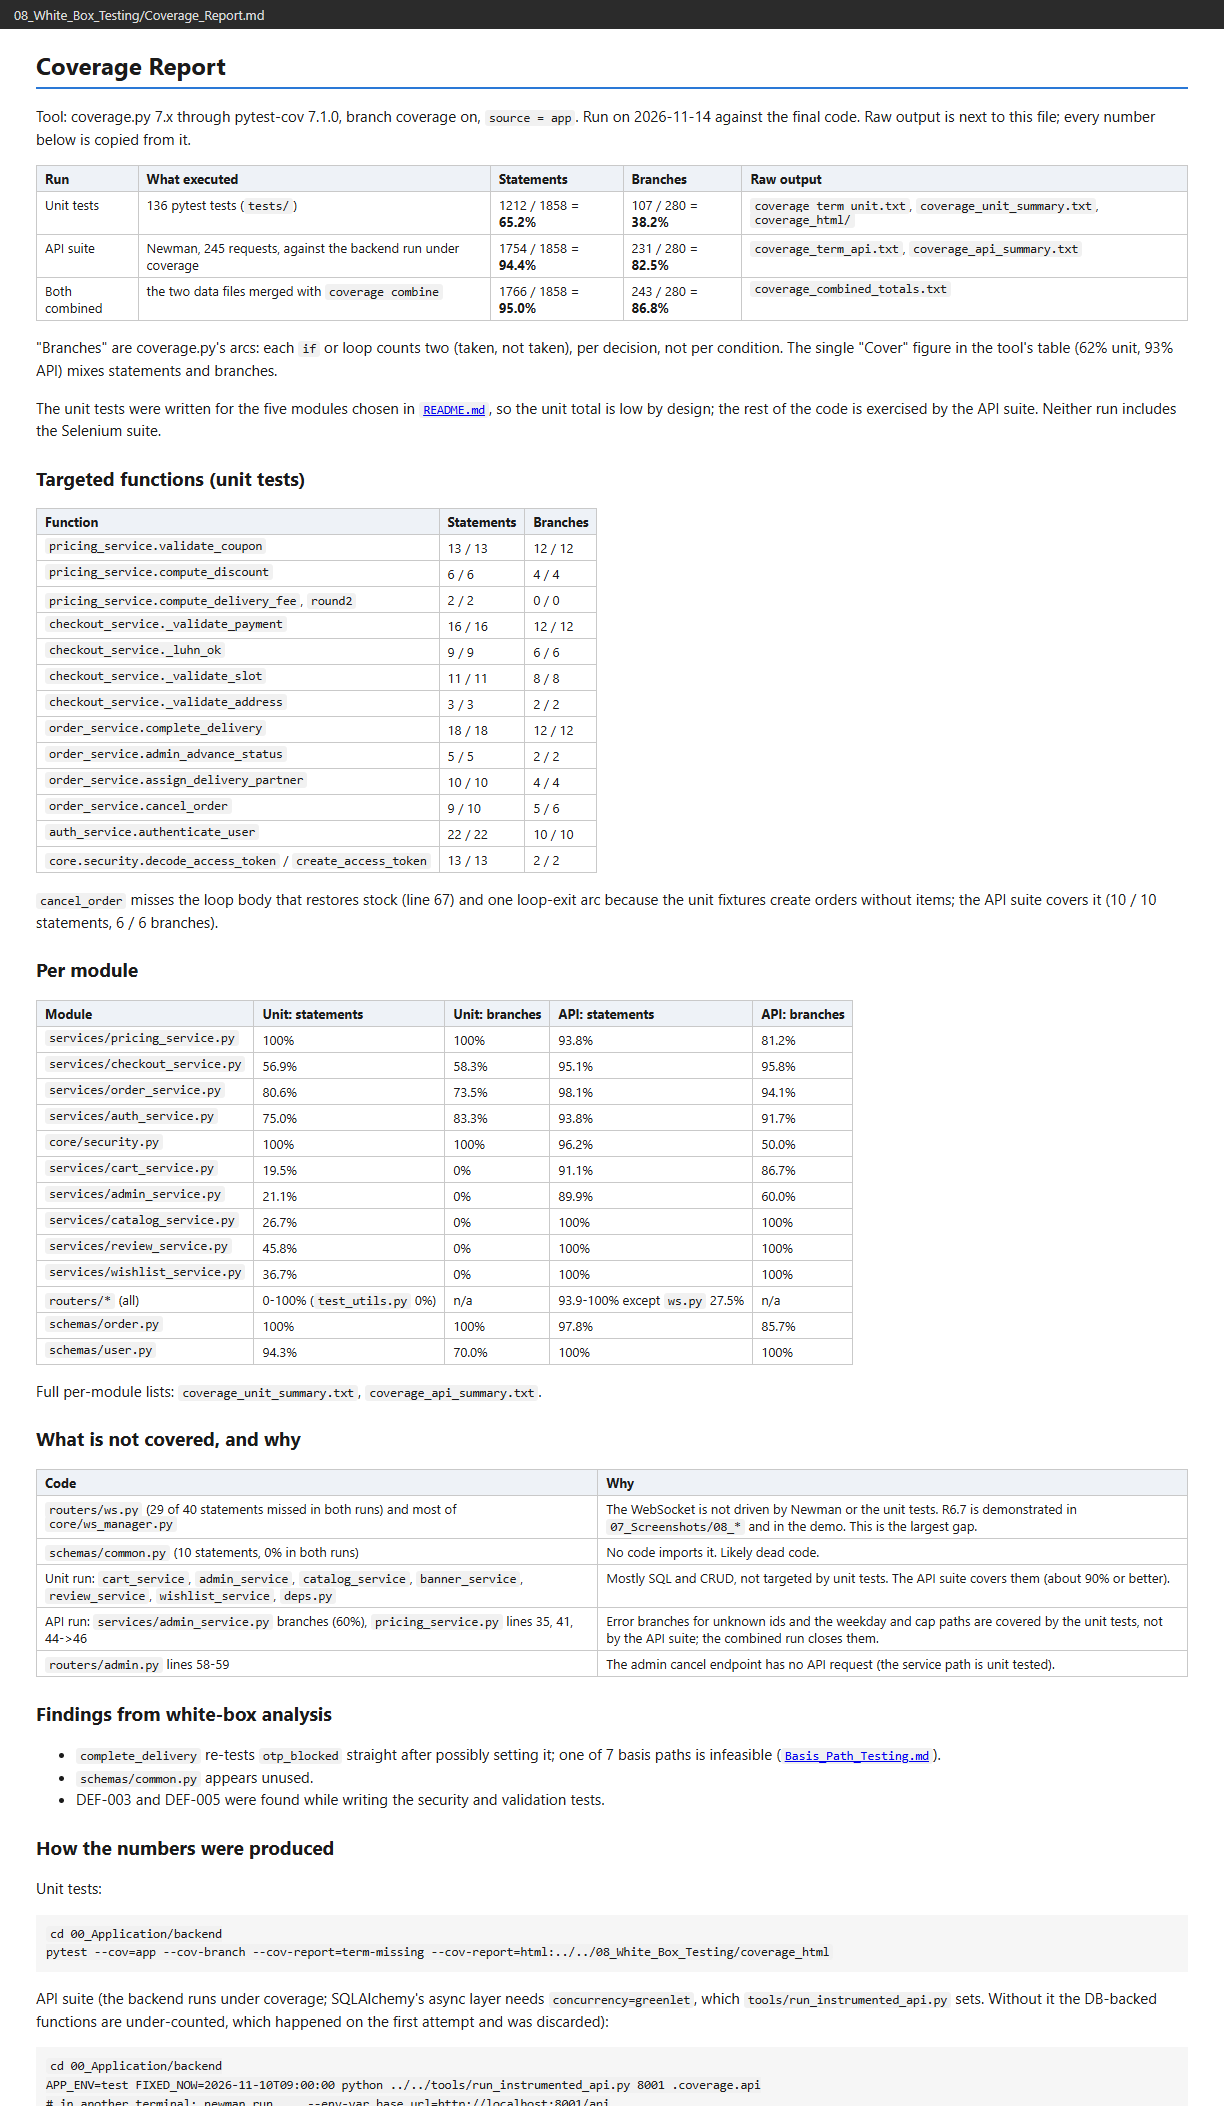 08_White_Box_Testing/Coverage_Report.md
Coverage Report
Tool: coverage.py 7.x through pytest-cov 7.1.0, branch coverage on, source = app. Run on 2026-11-14 against the final code. Raw output is next to this file; every number
below is copied from it.
Run What executed Statements Branches Raw output
Unit tests 136 pytest tests (tests/) 1212 / 1858 = 107 / 280 = coverage_term_unit.txt, coverage_unit_summary.txt,
65.2% 38.2% coverage_html/
API suite Newman, 245 requests, against the backend run under 1754 / 1858 = 231 / 280 = coverage_term_api.txt, coverage_api_summary.txt
coverage 94.4% 82.5%
Both the two data files merged with coverage combine 1766 / 1858 = 243 / 280 = coverage_combined_totals.txt
combined 95.0% 86.8%
"Branches" are coverage.py's arcs: each if or loop counts two (taken, not taken), per decision, not per condition. The single "Cover" figure in the tool's table (62% unit, 93%
API) mixes statements and branches.
The unit tests were written for the five modules chosen in README.md, so the unit total is low by design; the rest of the code is exercised by the API suite. Neither run includes
the Selenium suite.
Targeted functions (unit tests)
Function Statements Branches
pricing_service.validate_coupon 13 / 13 12 / 12
pricing_service.compute_discount 6 / 6 4 / 4
pricing_service.compute_delivery_fee, round2 2 / 2 0 / 0
checkout_service._validate_payment 16 / 16 12 / 12
checkout_service._luhn_ok 9 / 9 6 / 6
checkout_service._validate_slot 11 / 11 8 / 8
checkout_service._validate_address 3 / 3 2 / 2
order_service.complete_delivery 18 / 18 12 / 12
order_service.admin_advance_status 5 / 5 2 / 2
order_service.assign_delivery_partner 10 / 10 4 / 4
order_service.cancel_order 9 / 10 5 / 6
auth_service.authenticate_user 22 / 22 10 / 10
core.security.decode_access_token / create_access_token 13 / 13 2 / 2
cancel_order misses the loop body that restores stock (line 67) and one loop-exit arc because the unit fixtures create orders without items; the API suite covers it (10 / 10
statements, 6 / 6 branches).
Per module
Module Unit: statements Unit: branches API: statements API: branches
services/pricing_service.py 100% 100% 93.8% 81.2%
services/checkout_service.py 56.9% 58.3% 95.1% 95.8%
services/order_service.py 80.6% 73.5% 98.1% 94.1%
services/auth_service.py 75.0% 83.3% 93.8% 91.7%
core/security.py 100% 100% 96.2% 50.0%
services/cart_service.py 19.5% 0% 91.1% 86.7%
services/admin_service.py 21.1% 0% 89.9% 60.0%
services/catalog_service.py 26.7% 0% 100% 100%
services/review_service.py 45.8% 0% 100% 100%
services/wishlist_service.py 36.7% 0% 100% 100%
routers/* (all) 0-100% (test_utils.py 0%) n/a 93.9-100% except ws.py 27.5% n/a
schemas/order.py 100% 100% 97.8% 85.7%
schemas/user.py 94.3% 70.0% 100% 100%
Full per-module lists: coverage_unit_summary.txt, coverage_api_summary.txt.
What is not covered, and why
Code Why
routers/ws.py (29 of 40 statements missed in both runs) and most of The WebSocket is not driven by Newman or the unit tests. R6.7 is demonstrated in
core/ws_manager.py 07_Screenshots/08_* and in the demo. This is the largest gap.
schemas/common.py (10 statements, 0% in both runs) No code imports it. Likely dead code.
Unit run: cart_service, admin_service, catalog_service, banner_service, Mostly SQL and CRUD, not targeted by unit tests. The API suite covers them (about 90% or better).
review_service, wishlist_service, deps.py
API run: services/admin_service.py branches (60%), pricing_service.py lines 35, 41, Error branches for unknown ids and the weekday and cap paths are covered by the unit tests, not
44->46 by the API suite; the combined run closes them.
routers/admin.py lines 58-59 The admin cancel endpoint has no API request (the service path is unit tested).
Findings from white-box analysis
• complete_delivery re-tests otp_blocked straight after possibly setting it; one of 7 basis paths is infeasible (Basis_Path_Testing.md).
• schemas/common.py appears unused.
• DEF-003 and DEF-005 were found while writing the security and validation tests.
How the numbers were produced
Unit tests:
cd 00_Application/backend
pytest --cov=app --cov-branch --cov-report=term-missing --cov-report=html:../../08_White_Box_Testing/coverage_html
API suite (the backend runs under coverage; SQLAlchemy's async layer needs concurrency=greenlet, which tools/run_instrumented_api.py sets. Without it the DB-backed
functions are under-counted, which happened on the first attempt and was discarded):
cd 00_Application/backend
APP_ENV=test FIXED_NOW=2026-11-10T09:00:00 python ../../tools/run_instrumented_api.py 8001 .coverage.api
# in another terminal: newman run ... --env-var base_url=http://localhost:8001/api